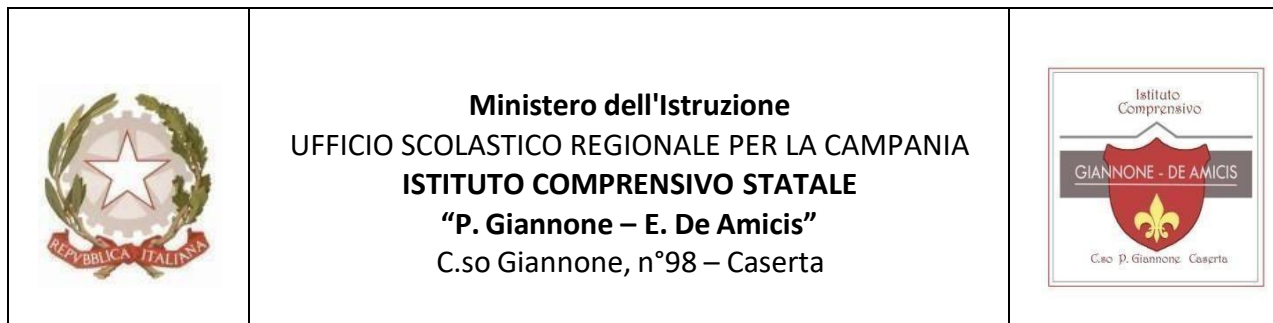 REPVBBLICA ITALIANA
Ministero dell'Istruzione
UFFICIO SCOLASTICO REGIONALE PER LA CAMPANIA
ISTITUTO COMPRENSIVO STATALE
“P. Giannone – E. De Amicis”
C.so Giannone, n°98 – Caserta
Istituto
Comprensivo
GIANNONE - DE AMICIS
C.so P. Giannone Caserta